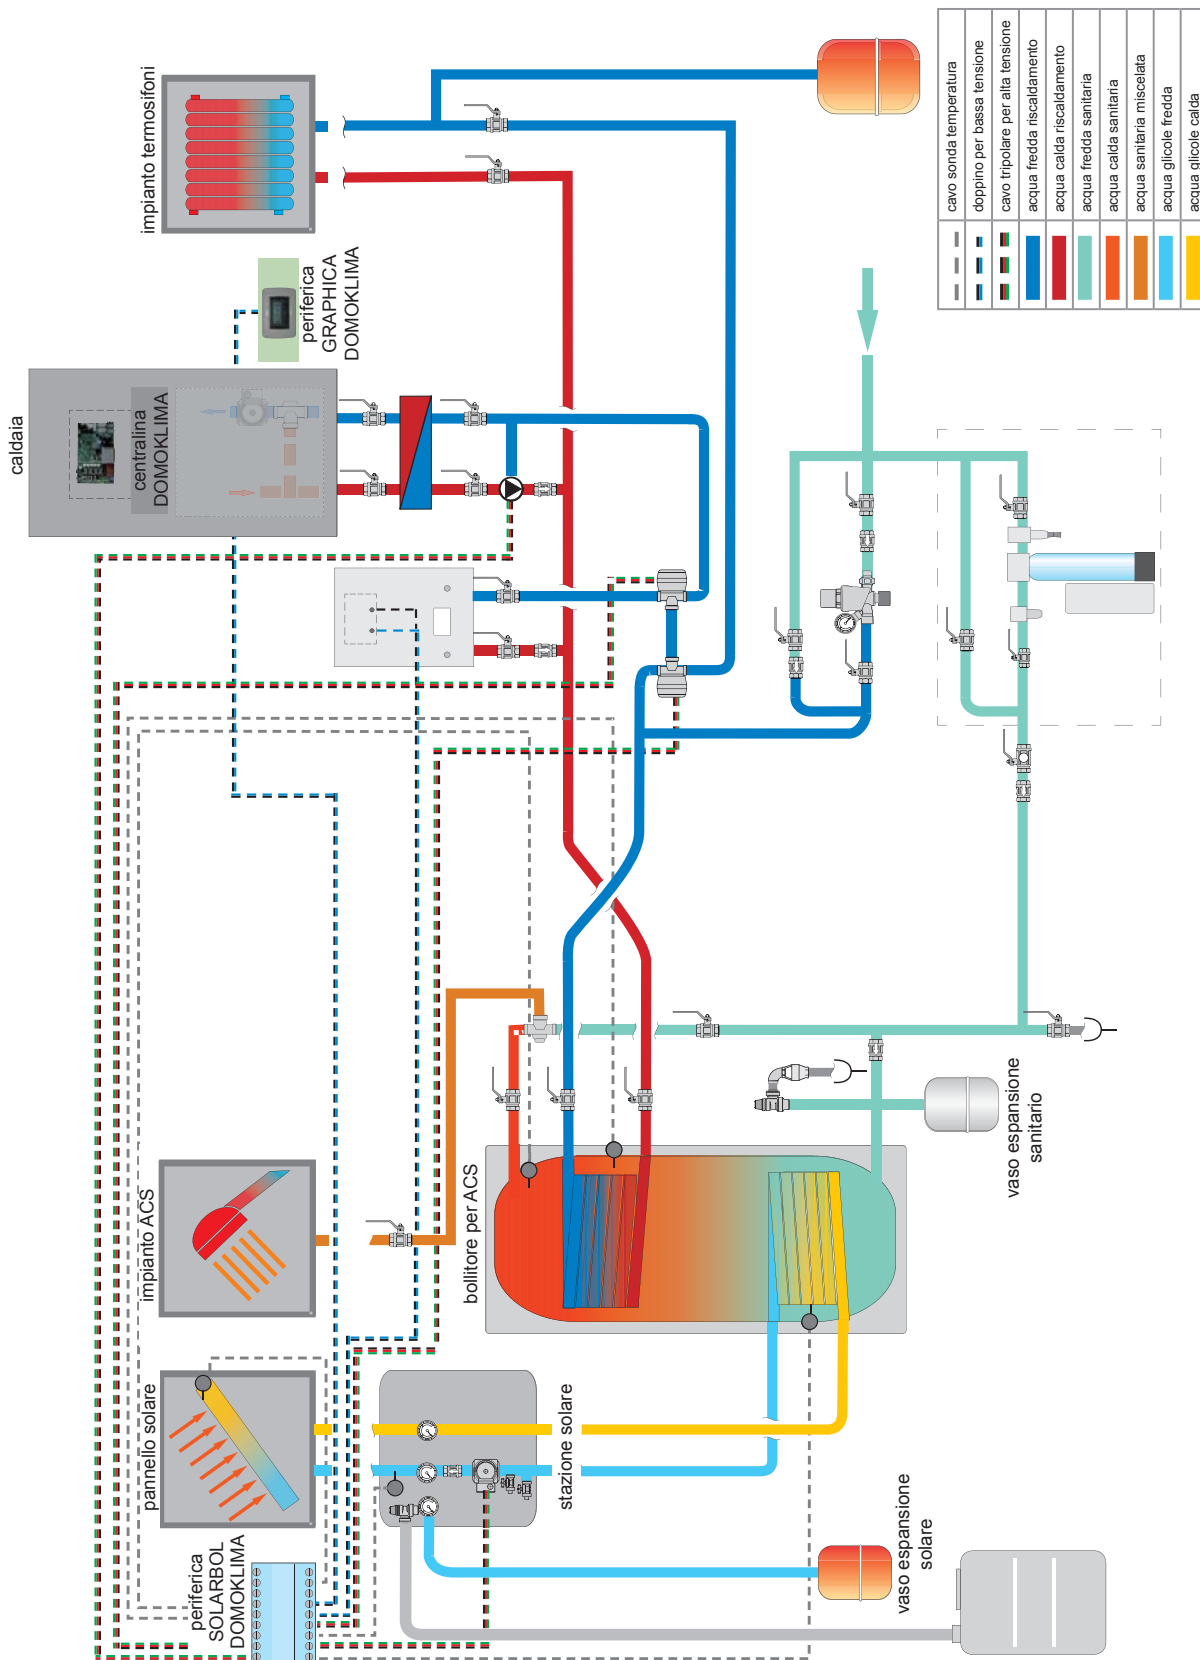 impianto termosifoni
caldaia
centralina
DOMOKLIMA
periferica
GRAPHICA
DOMOKLIMA
cavo sonda temperatura
doppino per bassa tensione
cavo tripolare per alta tensione
acqua fredda riscaldamento
acqua calda riscaldamento
acqua fredda sanitaria
acqua calda sanitaria
acqua sanitaria miscelata
acqua glicole fredda
acqua glicole calda
impianto ACS
bollitore per ACS
vaso espansione
sanitario
pannello solare
stazione solare
periferica
SOLARBOL
DOMOKLIMA
vaso espansione
solare